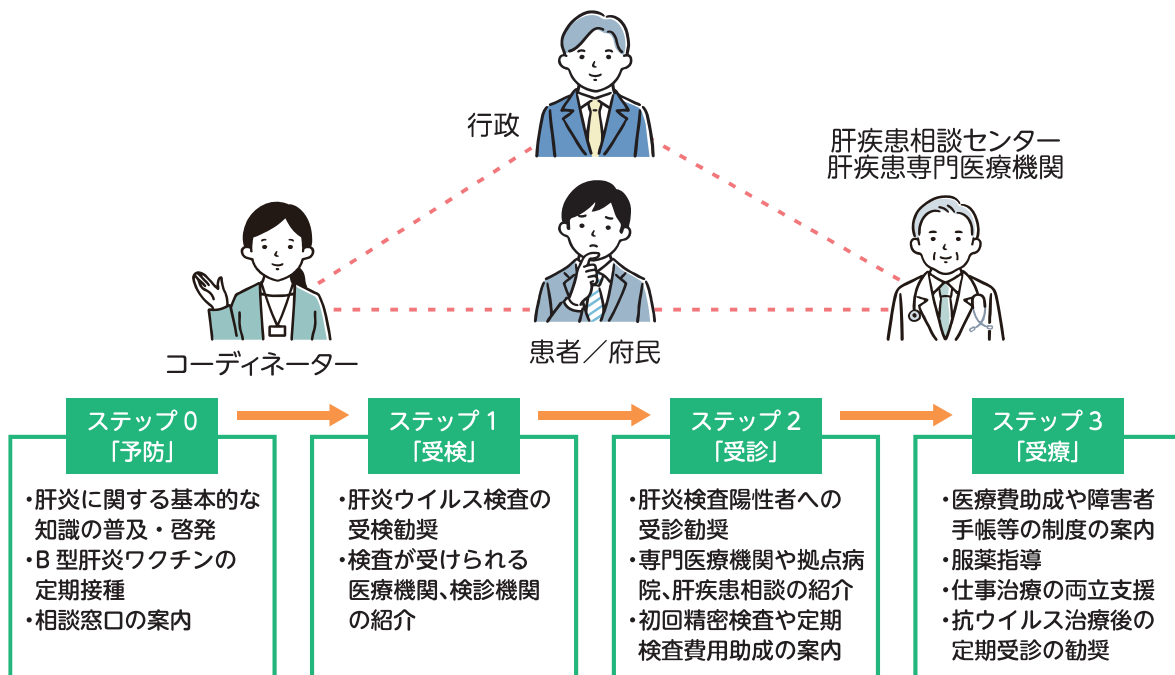 行政
肝疾患相談センター
肝疾患専門医療機関
コーディネーター
患者／府民
ステップ0
「予防」
・肝炎に関する基本的な
知識の普及・啓発
・B型肝炎ワクチンの
定期接種
・相談窓口の案内
ステップ1
「受検」
・肝炎ウイルス検査の
受検勧奨
・検査が受けられる
医療機関、検診機関
の紹介
ステップ2
「受診」
・肝炎検査陽性者への
受診勧奨
・専門医療機関や拠点病
院、肝疾患相談の紹介
・初回精密検査や定期
検査費用助成の案内
ステップ3
「受療」
・医療費助成や障害者
手帳等の制度の案内
・服薬指導
・仕事治療の両立支援
・抗ウイルス治療後の
定期受診の勧奨